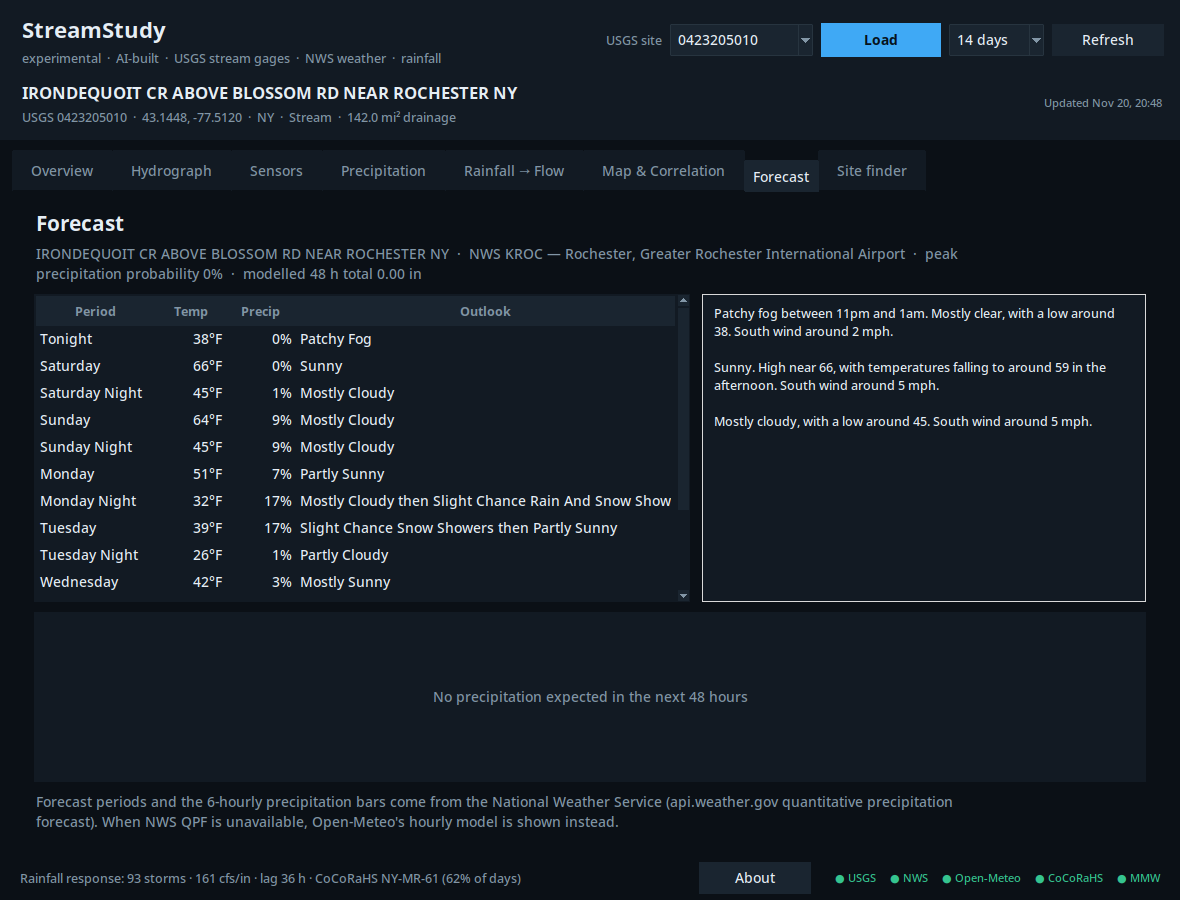 StreamStudy
experimental · AI-built · USGS stream gages · NWS weather · rainfall
USGS site
0423205010
Load
14 days
Refresh
IRONDEQUOIT CR ABOVE BLOSSOM RD NEAR ROCHESTER NY
USGS 0423205010 · 43.1448, -77.5120 · NY · Stream · 142.0 mi² drainage
Updated Nov 20, 20:48
Overview
Hydrograph
Sensors
Precipitation
Rainfall → Flow
Map & Correlation
Forecast
Site finder
Forecast
IRONDEQUOIT CR ABOVE BLOSSOM RD NEAR ROCHESTER NY · NWS KROC — Rochester, Greater Rochester International Airport · peak
precipitation probability 0% · modelled 48 h total 0.00 in
Period Temp Precip Outlook
Tonight 38°F 0% Patchy Fog
Saturday 66°F 0% Sunny
Saturday Night 45°F 1% Mostly Cloudy
Sunday 64°F 9% Mostly Cloudy
Sunday Night 45°F 9% Mostly Cloudy
Monday 51°F 7% Partly Sunny
Monday Night 32°F 17% Mostly Cloudy then Slight Chance Rain And Snow Show
Tuesday 39°F 17% Slight Chance Snow Showers then Partly Sunny
Tuesday Night 26°F 1% Partly Cloudy
Wednesday 42°F 3% Mostly Sunny
Patchy fog between 11pm and 1am. Mostly clear, with a low around
38. South wind around 2 mph.
Sunny. High near 66, with temperatures falling to around 59 in the
afternoon. South wind around 5 mph.
Mostly cloudy, with a low around 45. South wind around 5 mph.
No precipitation expected in the next 48 hours
Forecast periods and the 6-hourly precipitation bars come from the National Weather Service (api.weather.gov quantitative precipitation
forecast). When NWS QPF is unavailable, Open-Meteo's hourly model is shown instead.
Rainfall response: 93 storms · 161 cfs/in · lag 36 h · CoCoRaHS NY-MR-61 (62% of days)
About
USGS
NWS
Open-Meteo
CoCoRaHS
MMW